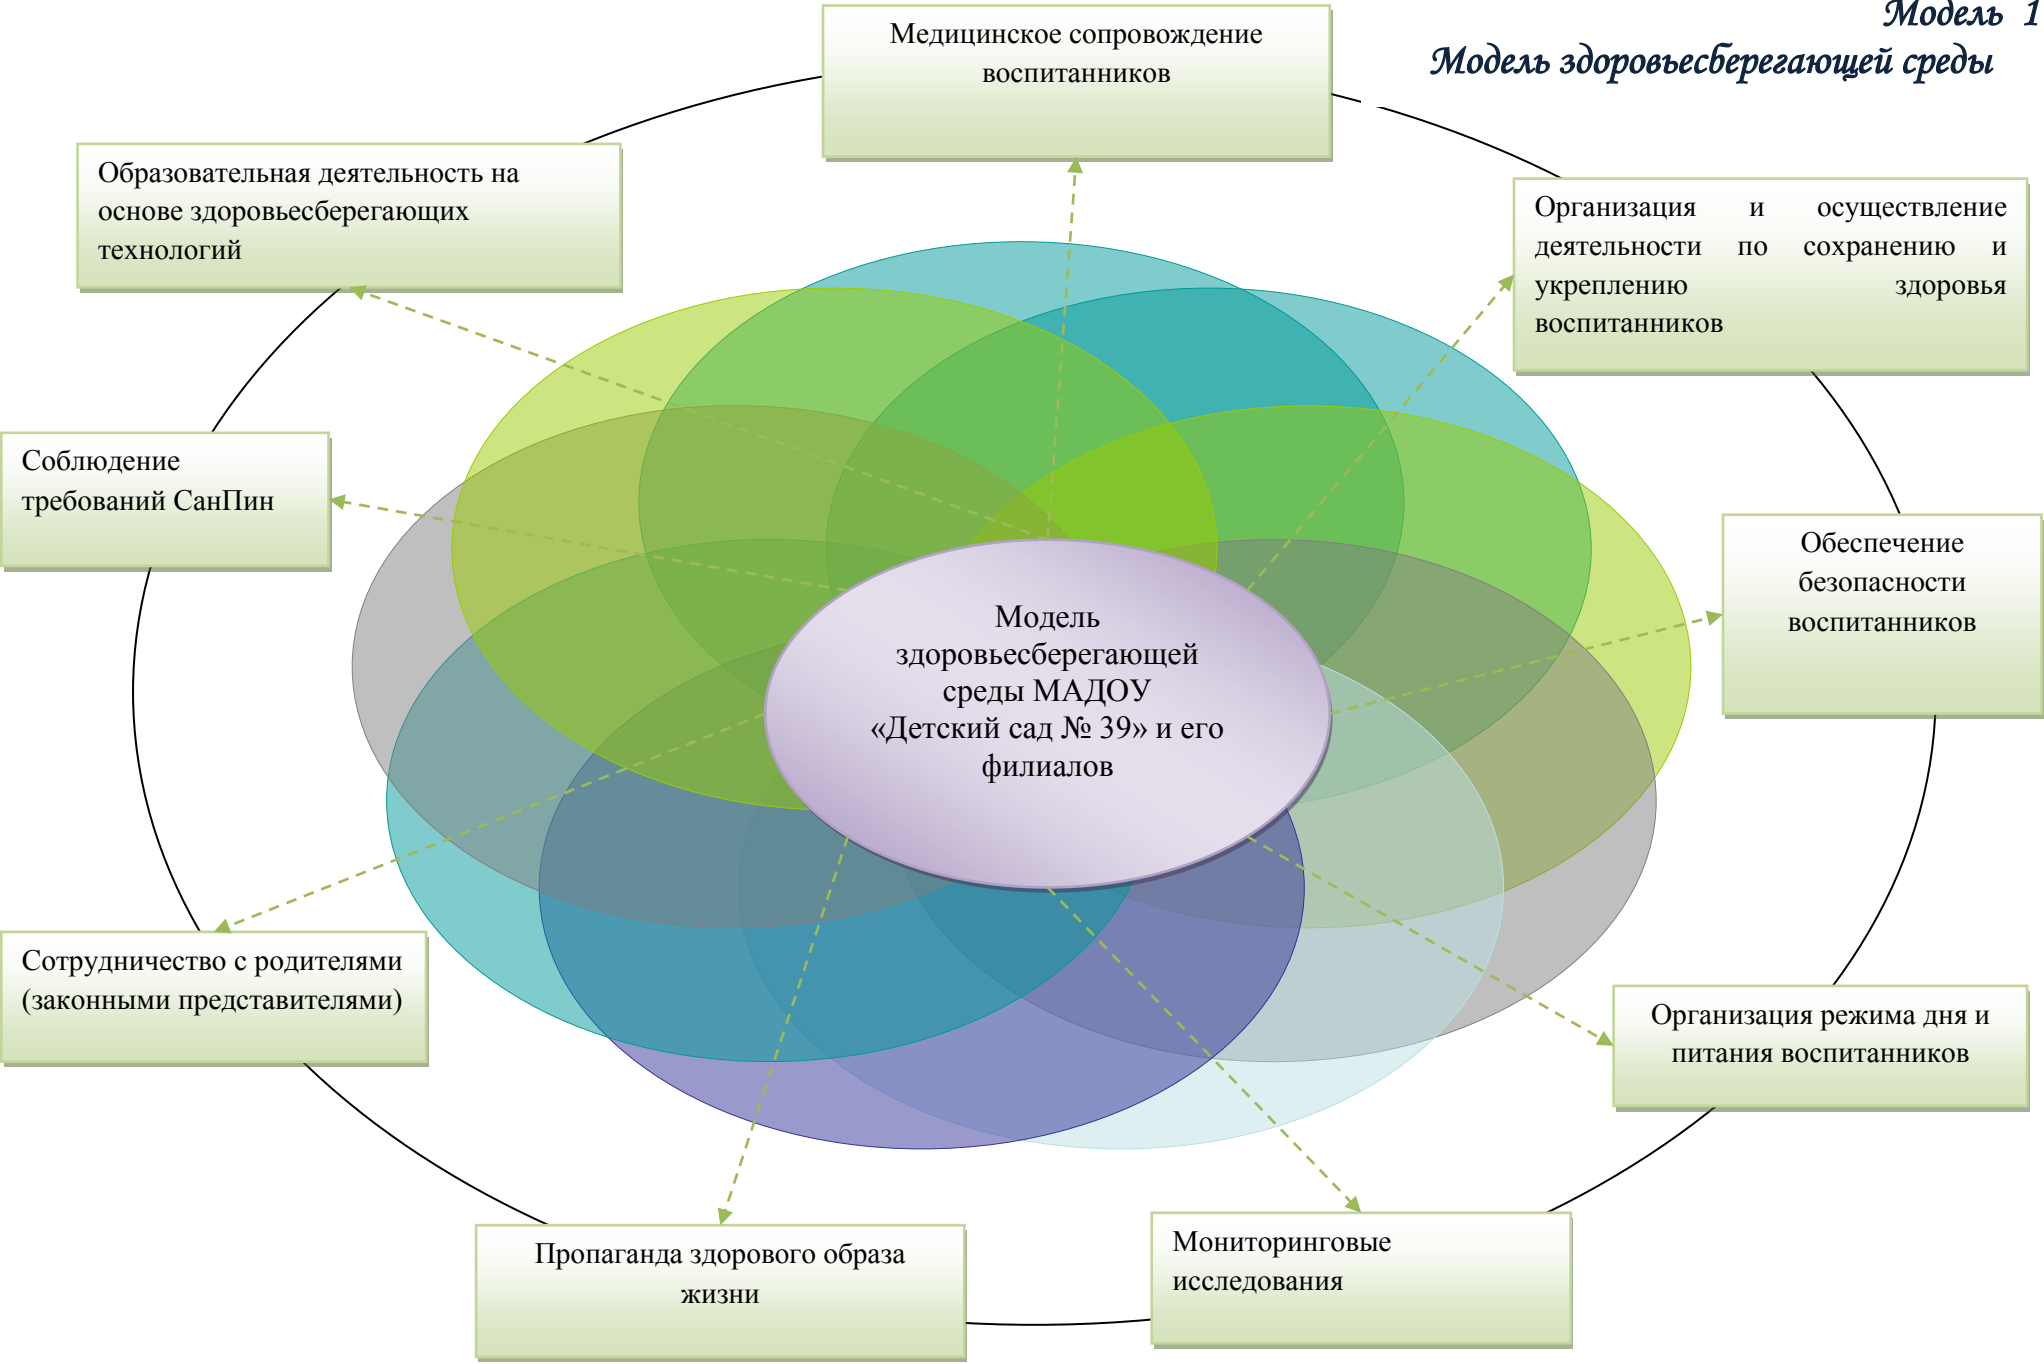 Модель 1
Модель здоровьесберегающей среды
Медицинское сопровождение
воспитанников
Образовательная деятельность на
основе здоровьесберегающих
технологий
Организация и осуществление
деятельности по сохранению и
укреплению здоровья
воспитанников
Соблюдение
требований СанПин
Обеспечение
безопасности
воспитанников
Модель
здоровьесберегающей
среды МАДОУ
«Детский сад № 39» и его
филиалов
Сотрудничество с родителями
(законными представителями)
Организация режима дня и
питания воспитанников
Пропаганда здорового образа
жизни
Мониторинговые
исследования